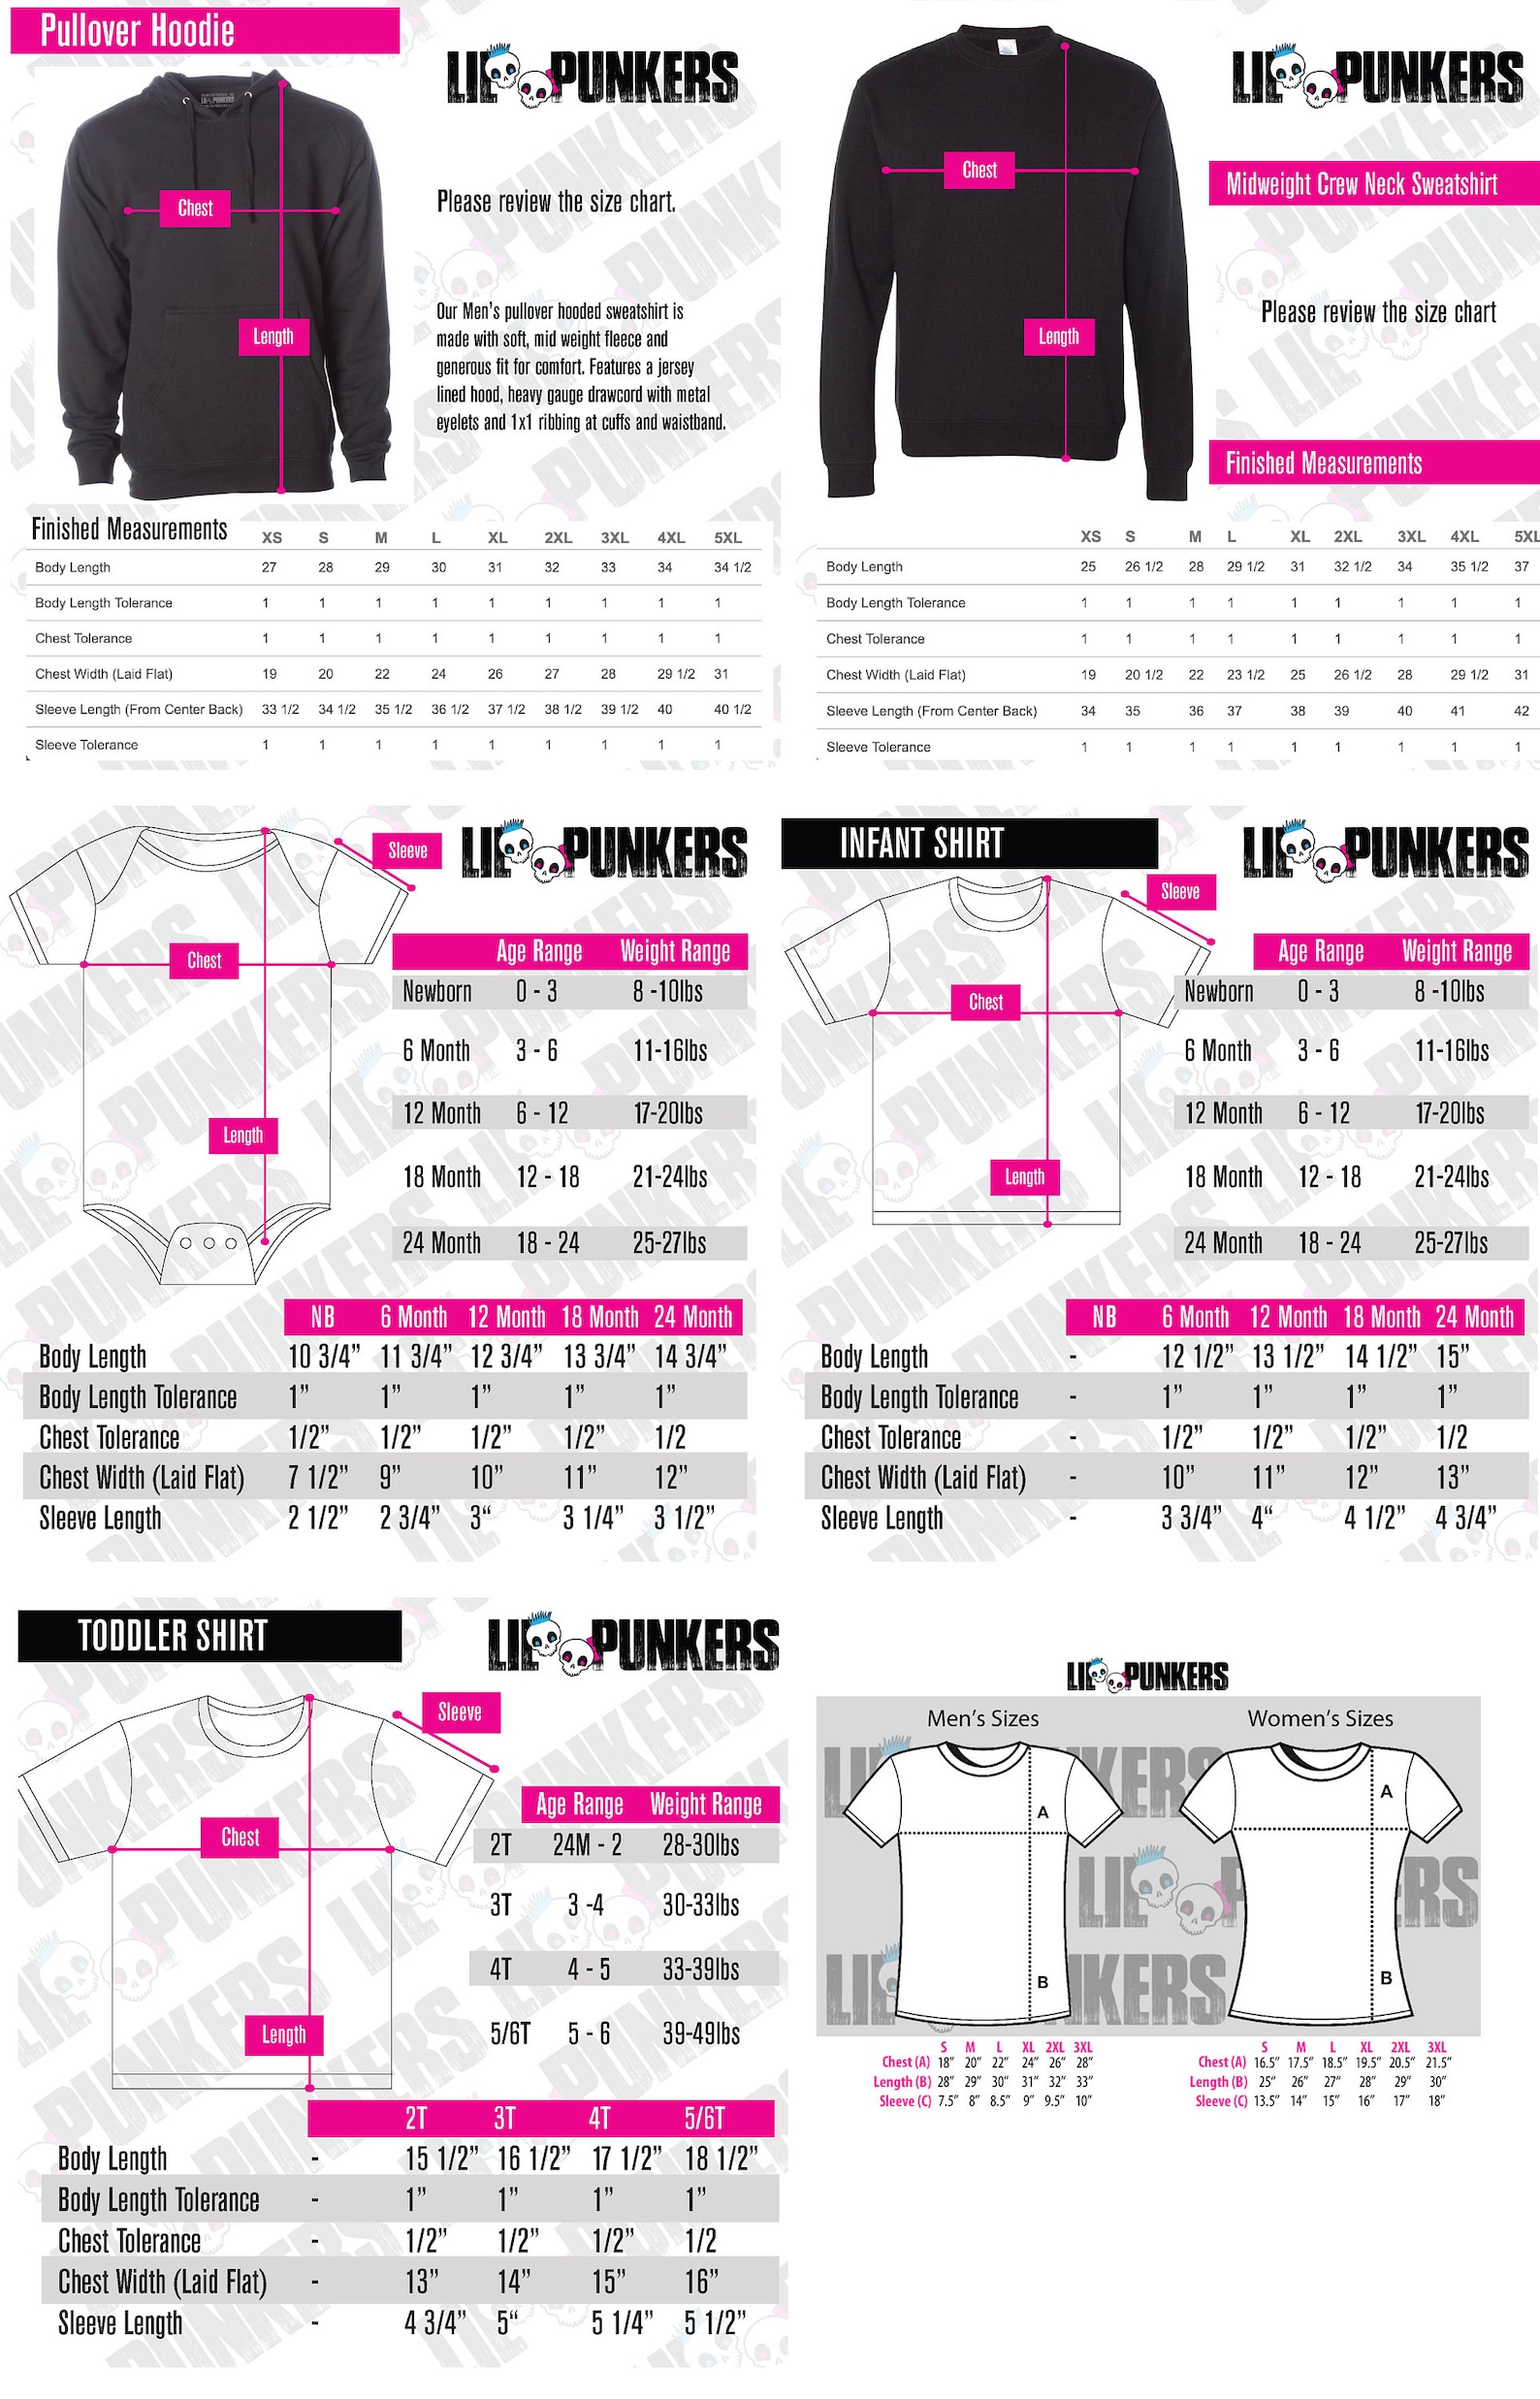 Pullover Hoodie
LIL PUNKERS
Chest
Length
Please review the size chart.
Our Men's pullover hooded sweatshirt is
made with soft, mid weight fleece and
generous fit for comfort. Features a jersey
lined hood, heavy gauge drawcord with metal
eyelets and 1x1 ribbing at cuffs and waistband.
Finished Measurements XS S M L XL 2XL 3XL 4XL 5XL
Body Length 27 28 29 30 31 32 33 34 34 1/2
Body Length Tolerance 1 1 1 1 1 1 1 1 1
Chest Tolerance 1 1 1 1 1 1 1 1 1
Chest Width (Laid Flat) 19 20 22 24 26 27 28 29 1/2 31
Sleeve Length (From Center Back) 33 1/2 34 1/2 35 1/2 36 1/2 37 1/2 38 1/2 39 1/2 40 40 1/2
Sleeve Tolerance 1 1 1 1 1 1 1 1 1
LIL PUNKERS
Chest
Length
Midweight Crew Neck Sweatshirt
Please review the size chart
Finished Measurements
XS S M L XL 2XL 3XL 4XL 5XL
Body Length 25 26 1/2 28 29 1/2 31 32 1/2 34 35 1/2 37
Body Length Tolerance 1 1 1 1 1 1 1 1 1
Chest Tolerance 1 1 1 1 1 1 1 1 1
Chest Width (Laid Flat) 19 20 1/2 22 23 1/2 25 26 1/2 28 29 1/2 31
Sleeve Length (From Center Back) 34 35 36 37 38 39 40 41 42
Sleeve Tolerance 1 1 1 1 1 1 1 1 1
LIL PUNKERS
Sleeve
Chest
Length
Age Range Weight Range
Newborn 0 - 3 8 -10lbs
6 Month 3 - 6 11-16lbs
12 Month 6 - 12 17-20lbs
18 Month 12 - 18 21-24lbs
24 Month 18 - 24 25-27lbs
NB 6 Month 12 Month 18 Month 24 Month
Body Length 10 3/4” 11 3/4” 12 3/4” 13 3/4” 14 3/4”
Body Length Tolerance 1” 1” 1” 1” 1”
Chest Tolerance 1/2” 1/2” 1/2” 1/2” 1/2
Chest Width (Laid Flat) 7 1/2” 9” 10” 11” 12”
Sleeve Length 2 1/2” 2 3/4” 3“ 3 1/4” 3 1/2”
INFANT SHIRT
LIL PUNKERS
Sleeve
Chest
Length
Age Range Weight Range
Newborn 0 - 3 8 -10lbs
6 Month 3 - 6 11-16lbs
12 Month 6 - 12 17-20lbs
18 Month 12 - 18 21-24lbs
24 Month 18 - 24 25-27lbs
NB 6 Month 12 Month 18 Month 24 Month
Body Length - 12 1/2” 13 1/2” 14 1/2” 15”
Body Length Tolerance - 1” 1” 1” 1”
Chest Tolerance - 1/2” 1/2” 1/2” 1/2
Chest Width (Laid Flat) - 10” 11” 12” 13”
Sleeve Length - 3 3/4” 4“ 4 1/2” 4 3/4”
TODDLER SHIRT
LIL PUNKERS
Sleeve
Chest
Length
Age Range Weight Range
2T 24M - 2 28-30lbs
3T 3 -4 30-33lbs
4T 4 - 5 33-39lbs
5/6T 5 - 6 39-49lbs
2T 3T 4T 5/6T
Body Length - 15 1/2” 16 1/2” 17 1/2” 18 1/2”
Body Length Tolerance - 1” 1” 1” 1”
Chest Tolerance - 1/2” 1/2” 1/2” 1/2
Chest Width (Laid Flat) - 13” 14” 15” 16”
Sleeve Length - 4 3/4” 5“ 5 1/4” 5 1/2”
LIL PUNKERS
Men’s Sizes
A
B
S M L XL 2XL 3XL
Chest (A) 18” 20” 22” 24” 26” 28”
Length (B) 28” 29” 30” 31” 32” 33”
Sleeve (C) 7.5” 8” 8.5” 9” 9.5” 10”
Women’s Sizes
A
B
S M L XL 2XL 3XL
Chest (A) 16.5” 17.5” 18.5” 19.5” 20.5” 21.5”
Length (B) 25” 26” 27” 28” 29” 30”
Sleeve (C) 13.5” 14” 15” 16” 17” 18”